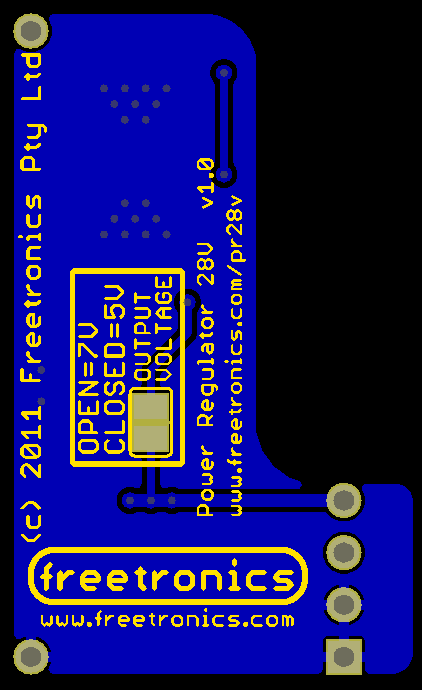 (c) 2011 Freetronics Pty Ltd
OPEN=7V
CLOSED=5V
OUTPUT
VOLTAGE
Power Regulator 28V v1.0
www.freetronics.com/pr28v
freetronics
www.freetronics.com